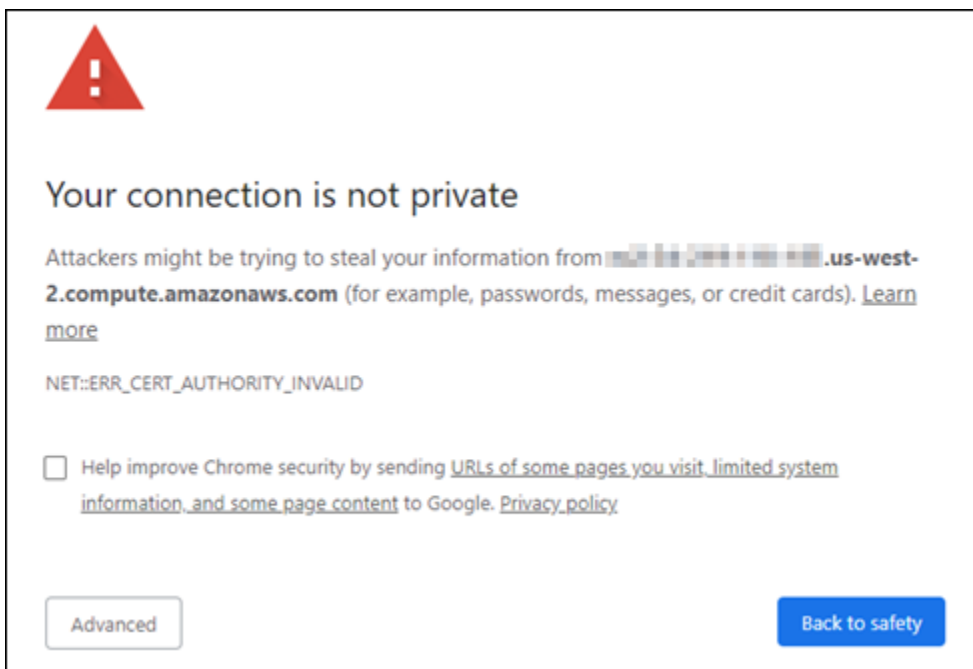 Your connection is not private
Attackers might be trying to steal your information from .us-west-
2.compute.amazonaws.com (for example, passwords, messages, or credit cards). Learn
more
NET::ERR_CERT_AUTHORITY_INVALID
Help improve Chrome security by sending URLs of some pages you visit, limited system
information, and some page content to Google. Privacy policy
Advanced
Back to safety